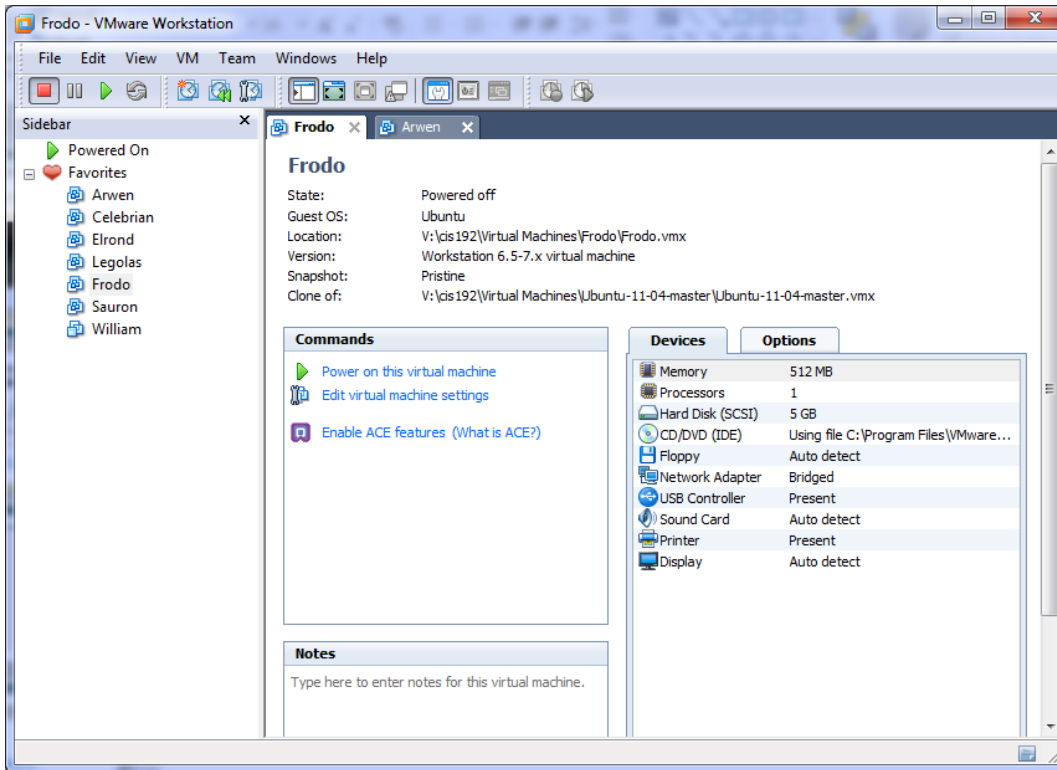 Frodo - VMware Workstation
File Edit View VM Team Windows Help
Sidebar
Powered On
Favorites
Arwen
Celebrian
Elrond
Legolas
Frodo
Sauron
William
Frodo Arwen
Frodo
State: Powered off
Guest OS: Ubuntu
Location: V:\cis192\Virtual Machines\Frodo\Frodo.vmx
Version: Workstation 6.5-7.x virtual machine
Snapshot: Pristine
Clone of: V:\cis192\Virtual Machines\Ubuntu-11-04-master\Ubuntu-11-04-master.vmx
Commands
Power on this virtual machine
Edit virtual machine settings
Enable ACE features (What is ACE?)
Notes
Type here to enter notes for this virtual machine.
Devices Options
Memory 512 MB
Processors 1
Hard Disk (SCSI) 5 GB
CD/DVD (IDE) Using file C:\Program Files\VMware...
Floppy Auto detect
Network Adapter Bridged
USB Controller Present
Sound Card Auto detect
Printer Present
Display Auto detect